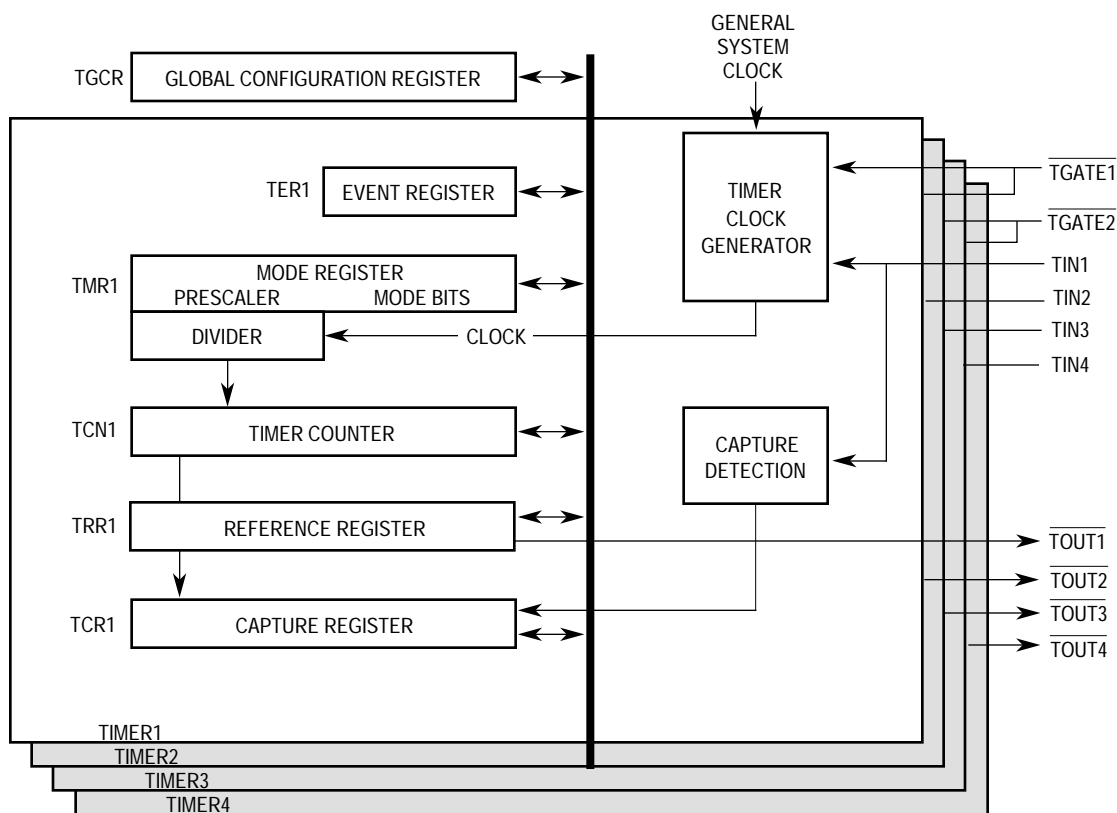 GENERAL
SYSTEM
CLOCK
TGCR
GLOBAL CONFIGURATION REGISTER
TER1
EVENT REGISTER
TIMER
CLOCK
GENERATOR
TGATE1
TGATE2
TMR1
MODE REGISTER
PRESCALER MODE BITS
TIN1
TIN2
DIVIDER
CLOCK
TIN3
TIN4
TCN1
TIMER COUNTER
CAPTURE
DETECTION
TRR1
REFERENCE REGISTER
TOUT1
TOUT2
TCR1
CAPTURE REGISTER
TOUT3
TOUT4
TIMER1
TIMER2
TIMER3
TIMER4